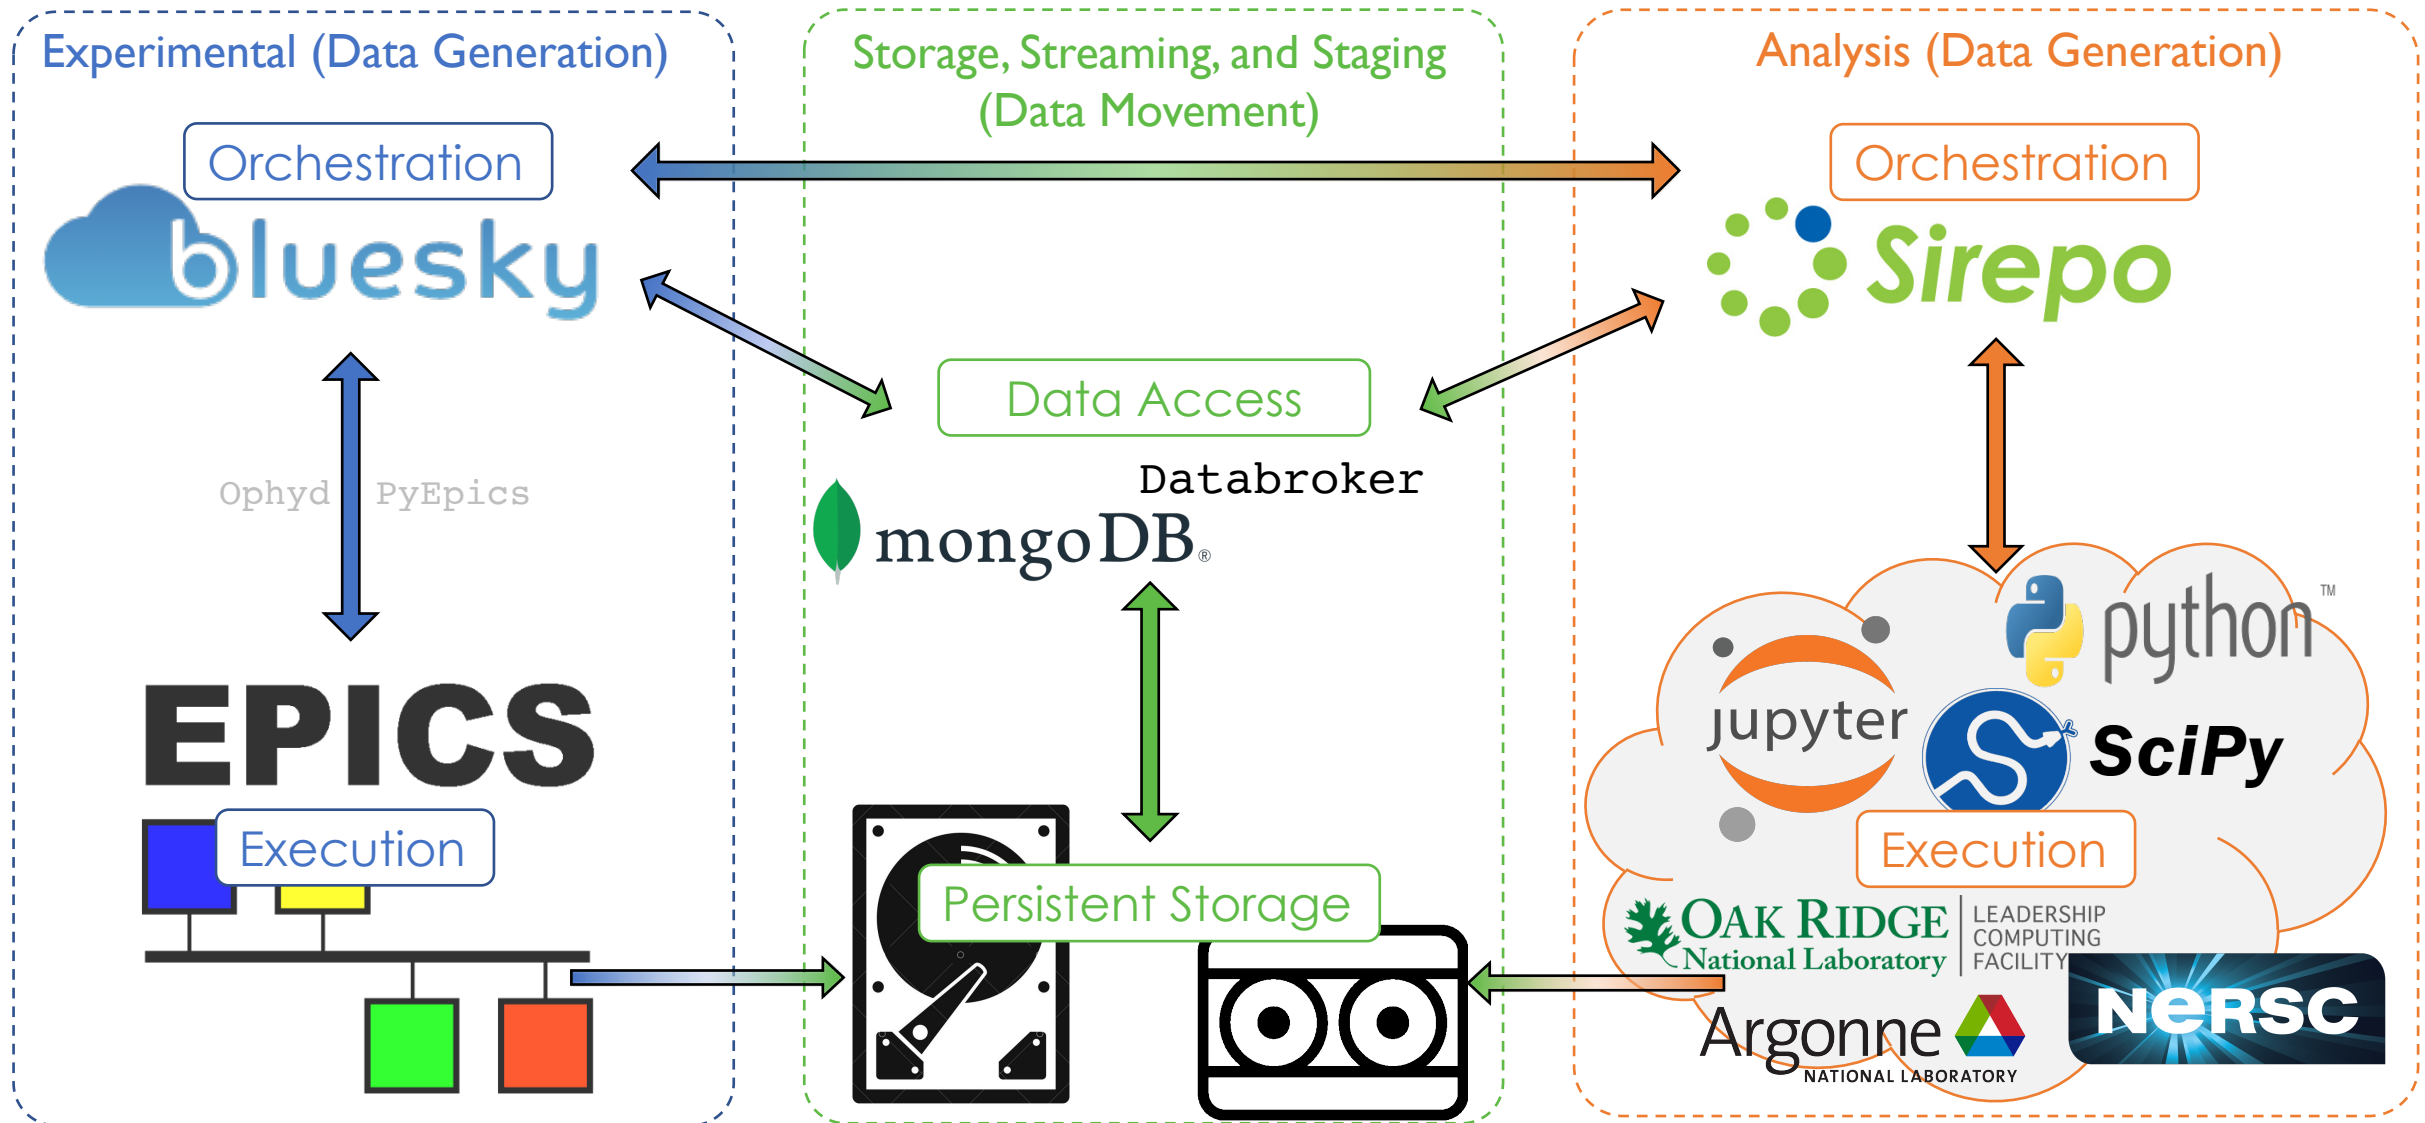 Experimental (Data Generation)
Orchestration
bluesky
Ophyd PyEpics
EPICS
Execution
Storage, Streaming, and Staging
(Data Movement)
Data Access
Databroker
mongoDB®
Persistent Storage
Analysis (Data Generation)
Orchestration
Sirepo
python™
jupyter
SciPy
Execution
OAK RIDGE
National Laboratory
LEADERSHIP
COMPUTING
FACILITY
NERSC
Argonne
NATIONAL LABORATORY